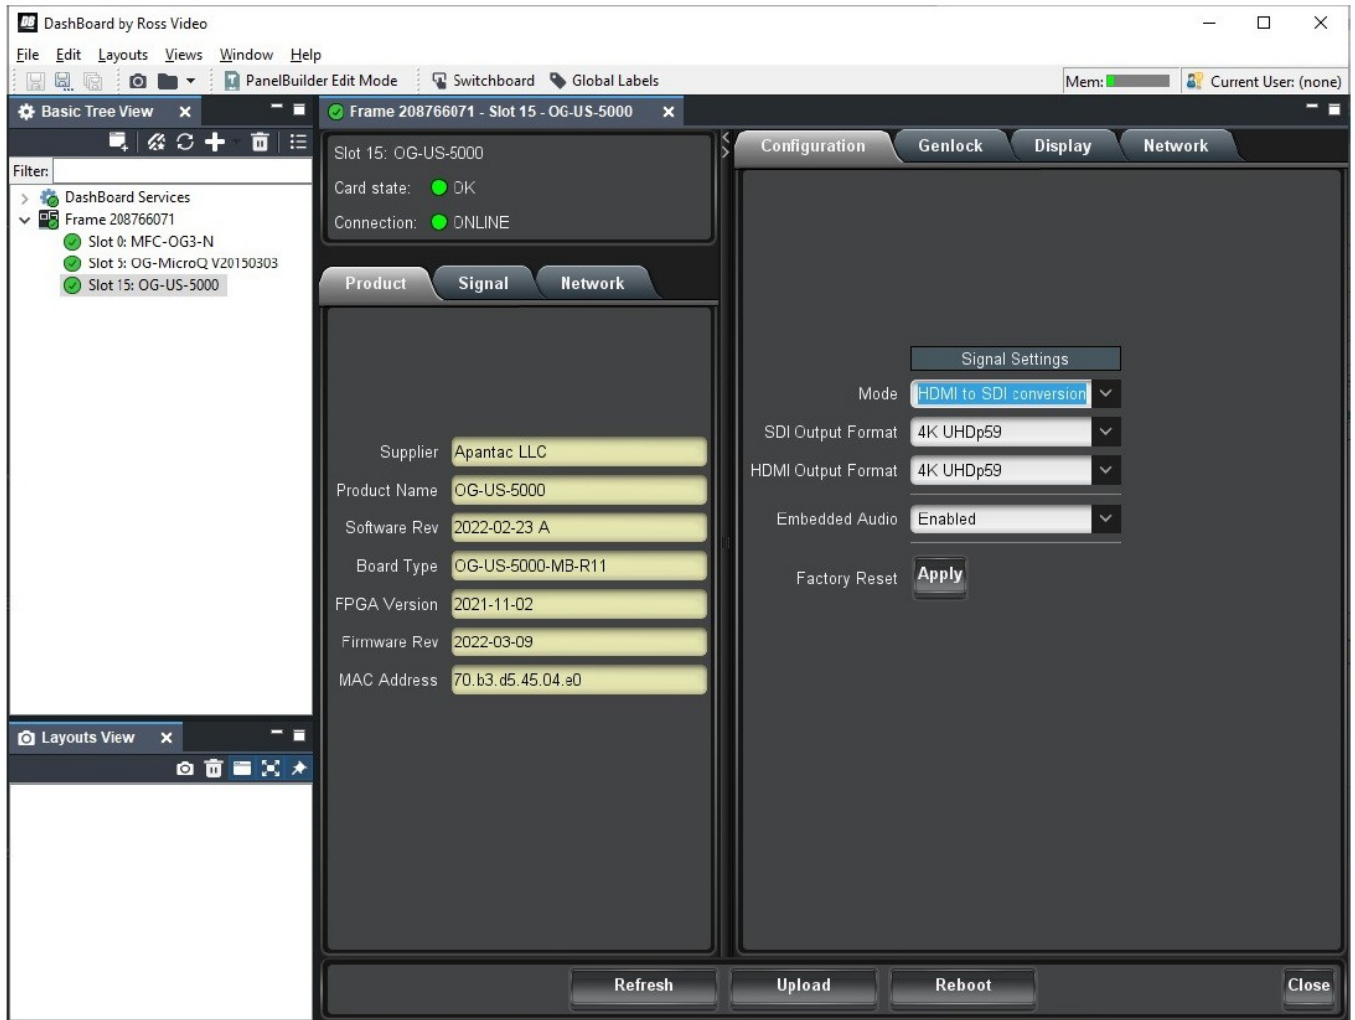 DB DashBoard by Ross Video
File Edit Layouts Views Window Help
PanelBuilder Edit Mode Switchboard Global Labels Mem: Current User: (none)
Basic Tree View
Filter:
DashBoard Services
Frame 208766071
Slot 0: MFC-OG3-N
Slot 5: OG-MicroQ V20150303
Slot 15: OG-US-5000
Layouts View
Frame 208766071 - Slot 15 - OG-US-5000
Slot 15: OG-US-5000
Card state: OK
Connection: ONLINE
Product Signal Network
Supplier Apantac LLC
Product Name OG-US-5000
Software Rev 2022-02-23 A
Board Type OG-US-5000-MB-R11
FPGA Version 2021-11-02
Firmware Rev 2022-03-09
MAC Address 70.b3.d5.45.04.e0
Configuration Genlock Display Network
Signal Settings
Mode HDMI to SDI conversion
SDI Output Format 4K UHDp59
HDMI Output Format 4K UHDp59
Embedded Audio Enabled
Factory Reset Apply
Refresh Upload Reboot Close